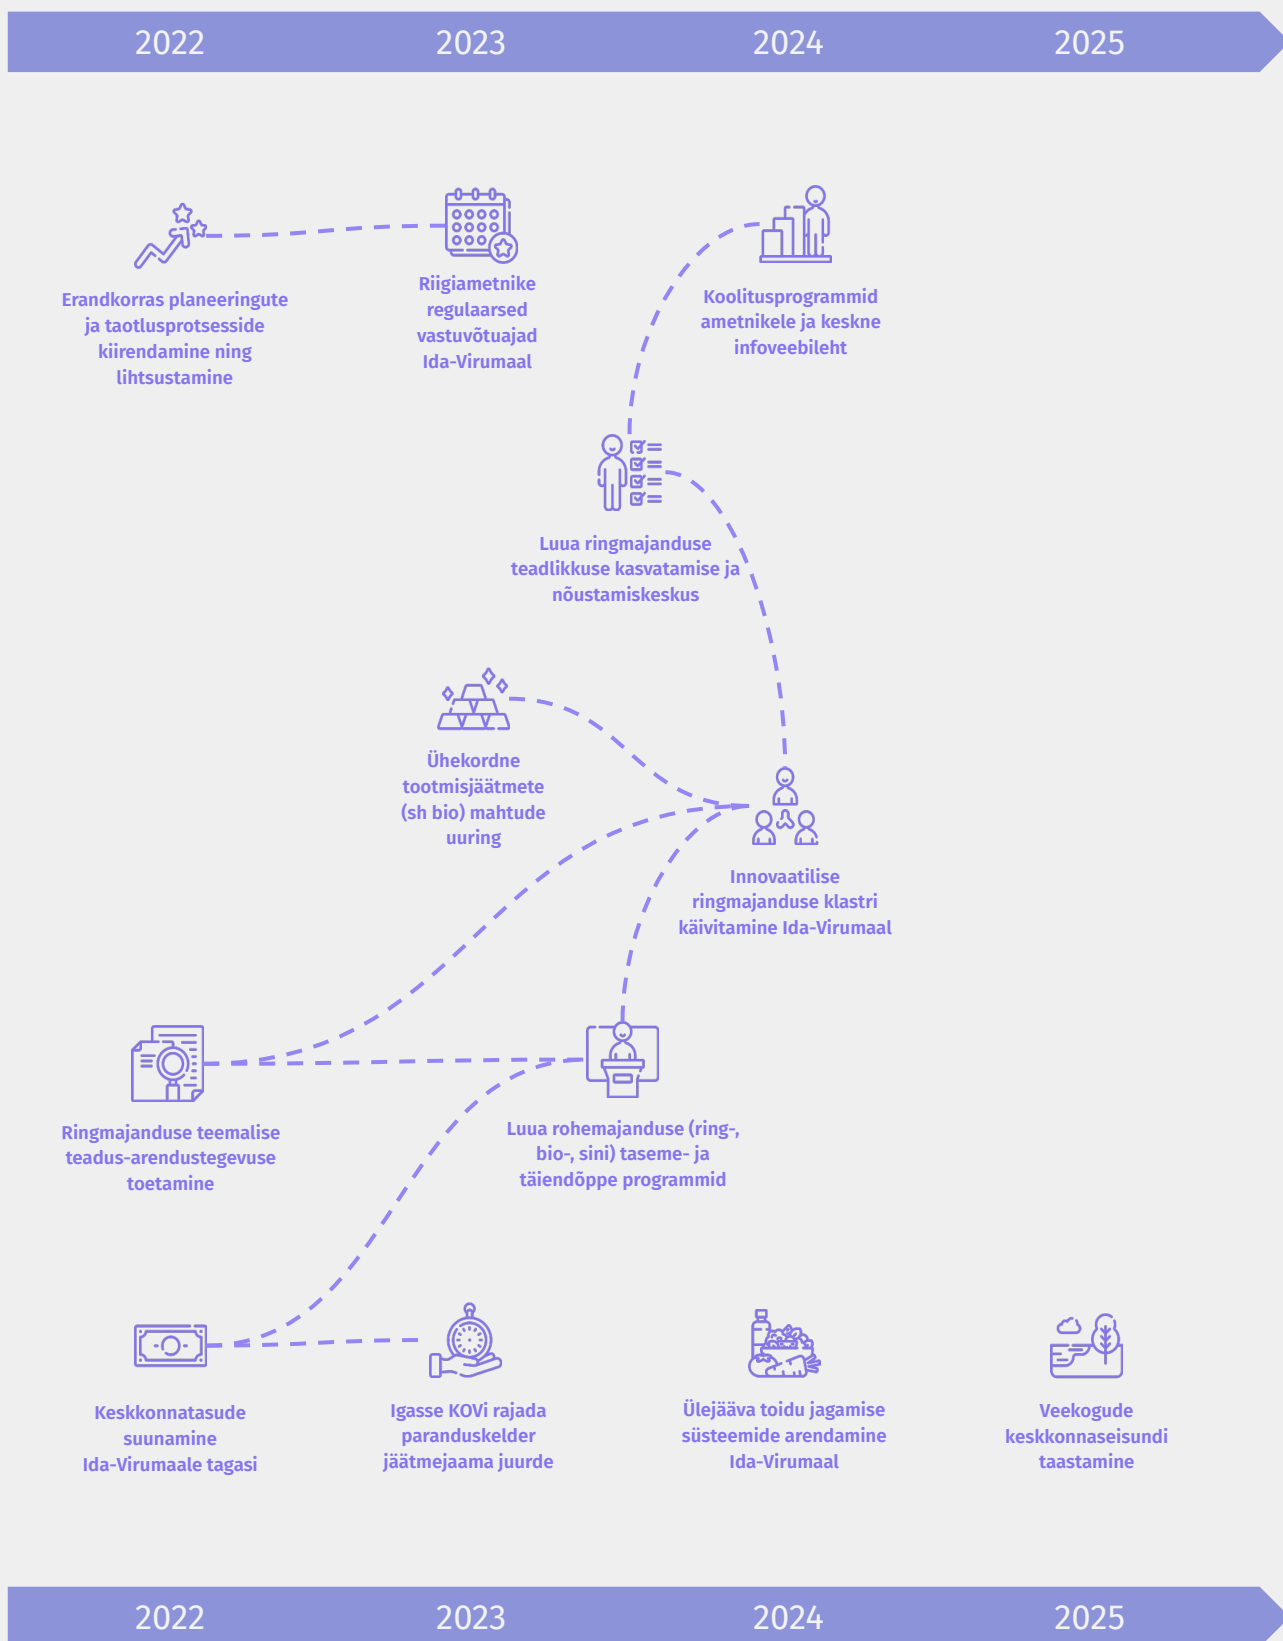 2022
2023
2024
2025
Erandkorras planeeringute
ja taotlusprotsesside
kiirendamine ning
lihtsustamine
Riigiametnike
regulaarsed
vastuvõtuajad
Ida-Virumaal
Koolitusprogrammid
ametnikele ja keskne
infoveebileht
Luua ringmajanduse
teadlikkuse kasvatamise ja
nõustamiskeskus
Ühekordne
tootmisjäätmete
(sh bio) mahtude
uuring
Innovaatilise
ringmajanduse klastri
käivitamine Ida-Virumaal
Ringmajanduse teemalise
teadus-arendustegevuse
toetamine
Luua rohemajanduse (ring-,
bio-, sini) taseme- ja
täiendõppe programmid
Keskkonnatasude
suunamine
Ida-Virumaale tagasi
Igasse KOVi rajada
paranduskelder
jäätmejaama juurde
Ülejääva toidu jagamise
süsteemide arendamine
Ida-Virumaal
Veekogude
keskkonnaseisundi
taastamine
2022
2023
2024
2025